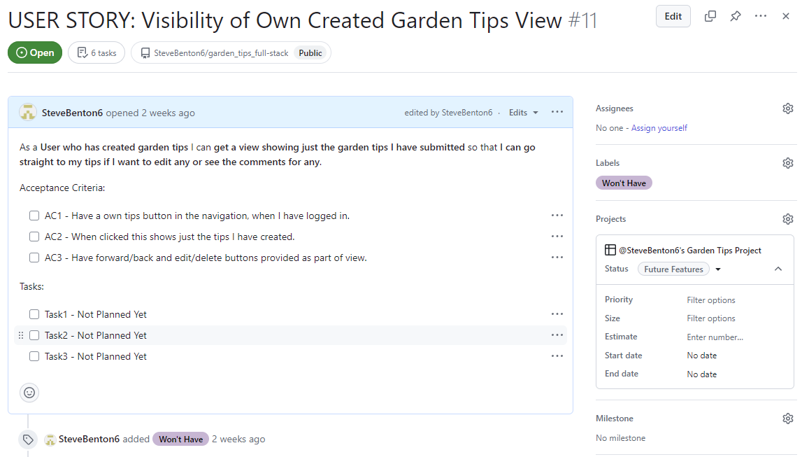 USER STORY: Visibility of Own Created Garden Tips View #11
Edit
Open
6 tasks
SteveBenton6/garden_tips_full-stack
Public
SteveBenton6 opened 2 weeks ago
edited by SteveBenton6 ·
Edits
As a User who has created garden tips I can get a view showing just the garden tips I have submitted so that I can go
straight to my tips if I want to edit any or see the comments for any.
Acceptance Criteria:
AC1 - Have a own tips button in the navigation, when I have logged in.
AC2 - When clicked this shows just the tips I have created.
AC3 - Have forward/back and edit/delete buttons provided as part of view.
Tasks:
Task1 - Not Planned Yet
Task2 - Not Planned Yet
Task3 - Not Planned Yet
SteveBenton6 added Won't Have 2 weeks ago
Assignees
No one - Assign yourself
Labels
Won't Have
Projects
@SteveBenton6's Garden Tips Project
Status Future Features
Priority Filter options
Size Filter options
Estimate Enter number...
Start date No date
End date No date
Milestone
No milestone